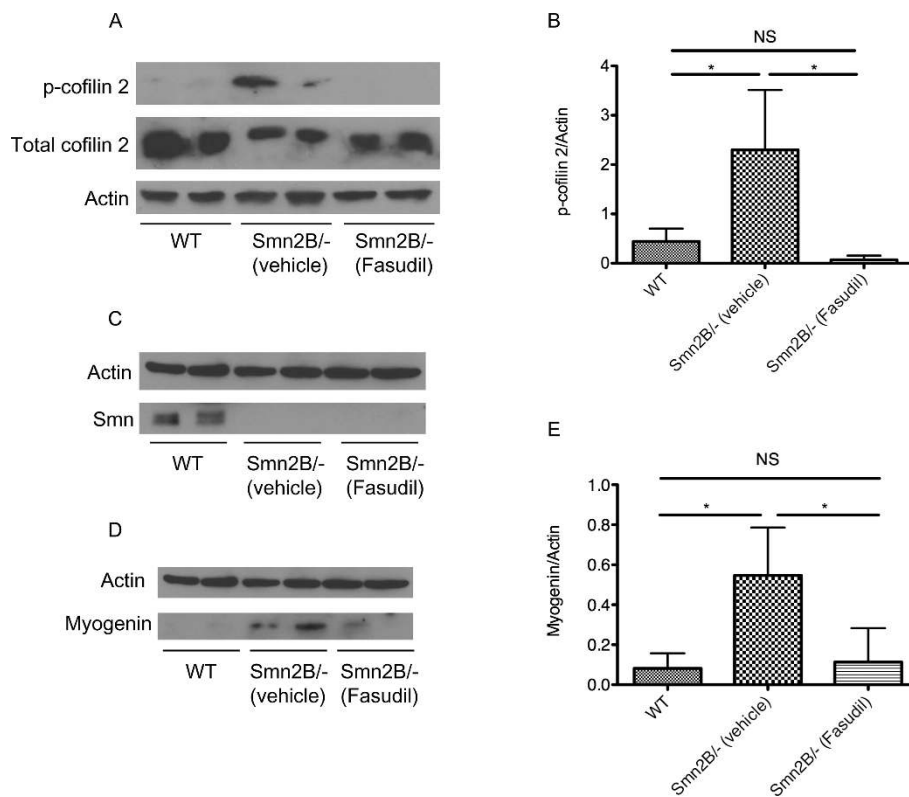 A
p-cofilin 2
Total cofilin 2
Actin
WT
Smn2B/-
(vehicle)
Smn2B/-
(Fasudil)
B
NS
*
*
4
3
2
1
0
p-cofilin 2/Actin
WT
Smn2B/- (vehicle)
Smn2B/- (Fasudil)
C
Actin
Smn
WT
Smn2B/-
(vehicle)
Smn2B/-
(Fasudil)
D
Actin
Myogenin
WT
Smn2B/-
(vehicle)
Smn2B/-
(Fasudil)
E
NS
*
*
1.0
0.8
0.6
0.4
0.2
0.0
Myogenin/Actin
WT
Smn2B/- (vehicle)
Smn2B/- (Fasudil)